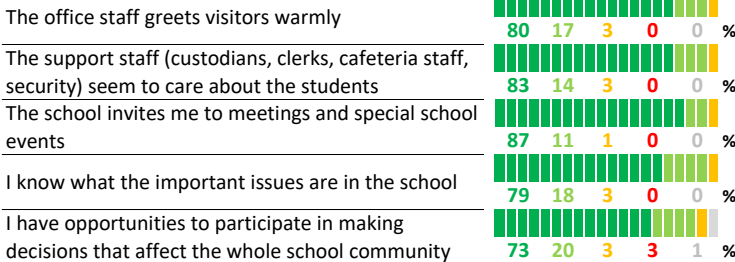 The office staff greets visitors warmly
80 17 3 0 0 %
The support staff (custodians, clerks, cafeteria staff,
security) seem to care about the students
83 14 3 0 0 %
The school invites me to meetings and special school
events
87 11 1 0 0 %
I know what the important issues are in the school
79 18 3 0 0 %
I have opportunities to participate in making
decisions that affect the whole school community
73 20 3 3 1 %